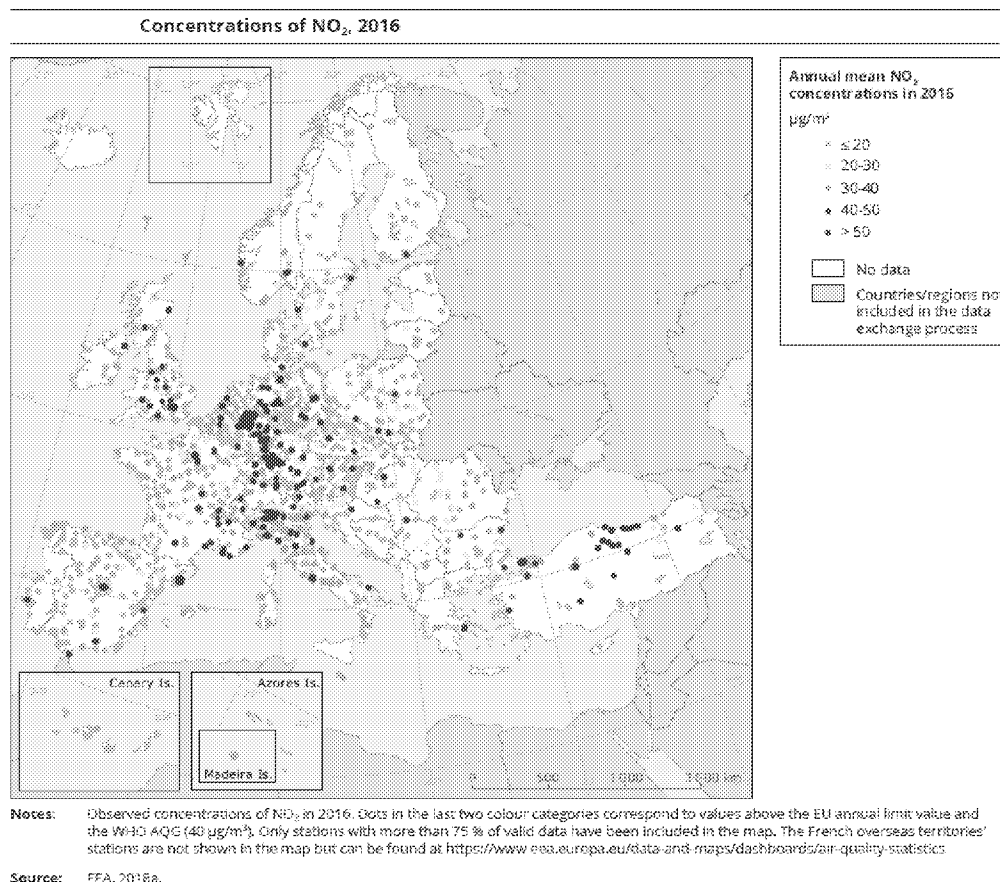 Concentrations of NO₂, 2016
Annual mean NO₂
concentrations in 2016
µg/m³
≤ 20
20-30
30-40
40-50
> 50
No data
Countries/regions no
included in the data
exchange process
Canary Is.
Azores Is.
Madeira Is.
0 500 1 000 1 500 km
Notes: Observed concentrations of NO₂ in 2016. Dots in the last two colour categories correspond to values above the EU annual limit value and
the WHO AQG (40 µg/m³). Only stations with more than 75 % of valid data have been included in the map. The French overseas territories'
stations are not shown in the map but can be found at https://www.eea.europa.eu/data-and-maps/dashboards/air-quality-statistics.
Source: EEA, 2018a.